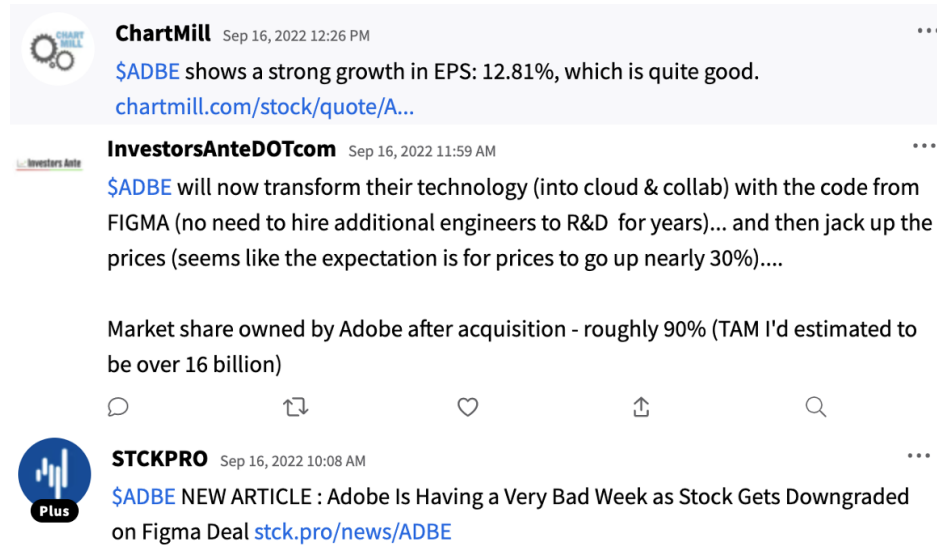 CHART
MILL
ChartMill Sep 16, 2022 12:26 PM
$ADBE shows a strong growth in EPS: 12.81%, which is quite good.
chartmill.com/stock/quote/A...
Investors Ante
InvestorsAnteDOTcom Sep 16, 2022 11:59 AM
$ADBE will now transform their technology (into cloud & collab) with the code from
FIGMA (no need to hire additional engineers to R&D for years)... and then jack up the
prices (seems like the expectation is for prices to go up nearly 30%)....
Market share owned by Adobe after acquisition - roughly 90% (TAM I'd estimated to
be over 16 billion)
STCKPRO Sep 16, 2022 10:08 AM
Plus
$ADBE NEW ARTICLE : Adobe Is Having a Very Bad Week as Stock Gets Downgraded
on Figma Deal stck.pro/news/ADBE